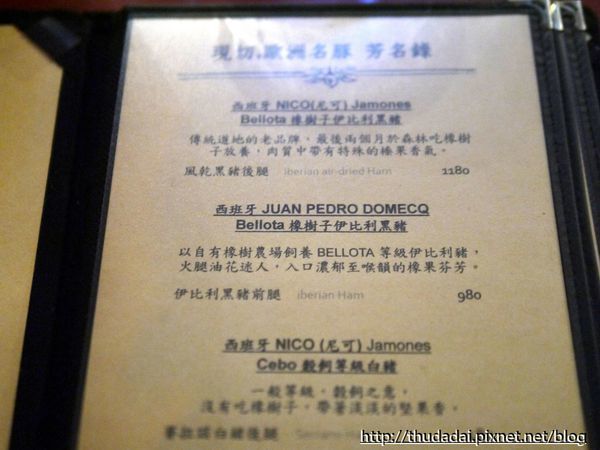 現切.歐洲名豚 芳名錄
西班牙 NICO(尼可) Jamones
Bellota 橡樹子伊比利黑豬
傳統道地的老品牌，最後兩個月於森林吃橡樹
子放養，肉質中帶有特殊的榛果香氣。
風乾黑豬後腿 iberian air-dried Ham 1180
西班牙 JUAN PEDRO DOMECQ
Bellota 橡樹子伊比利黑豬
以自有橡樹農場飼養 BELLOTA 等級伊比利豬，
火腿油花迷人，入口濃郁至喉韻的橡果芬芳。
伊比利黑豬前腿 iberian Ham 980
西班牙 NICO (尼可) Jamones
Cebo 穀飼等級白豬
一般等級，穀飼之意，
沒有吃橡樹子，帶著淡淡的堅果香。
賽拉諾白豬後腿 Serrano
http://thudadai.pixnet.net/blog